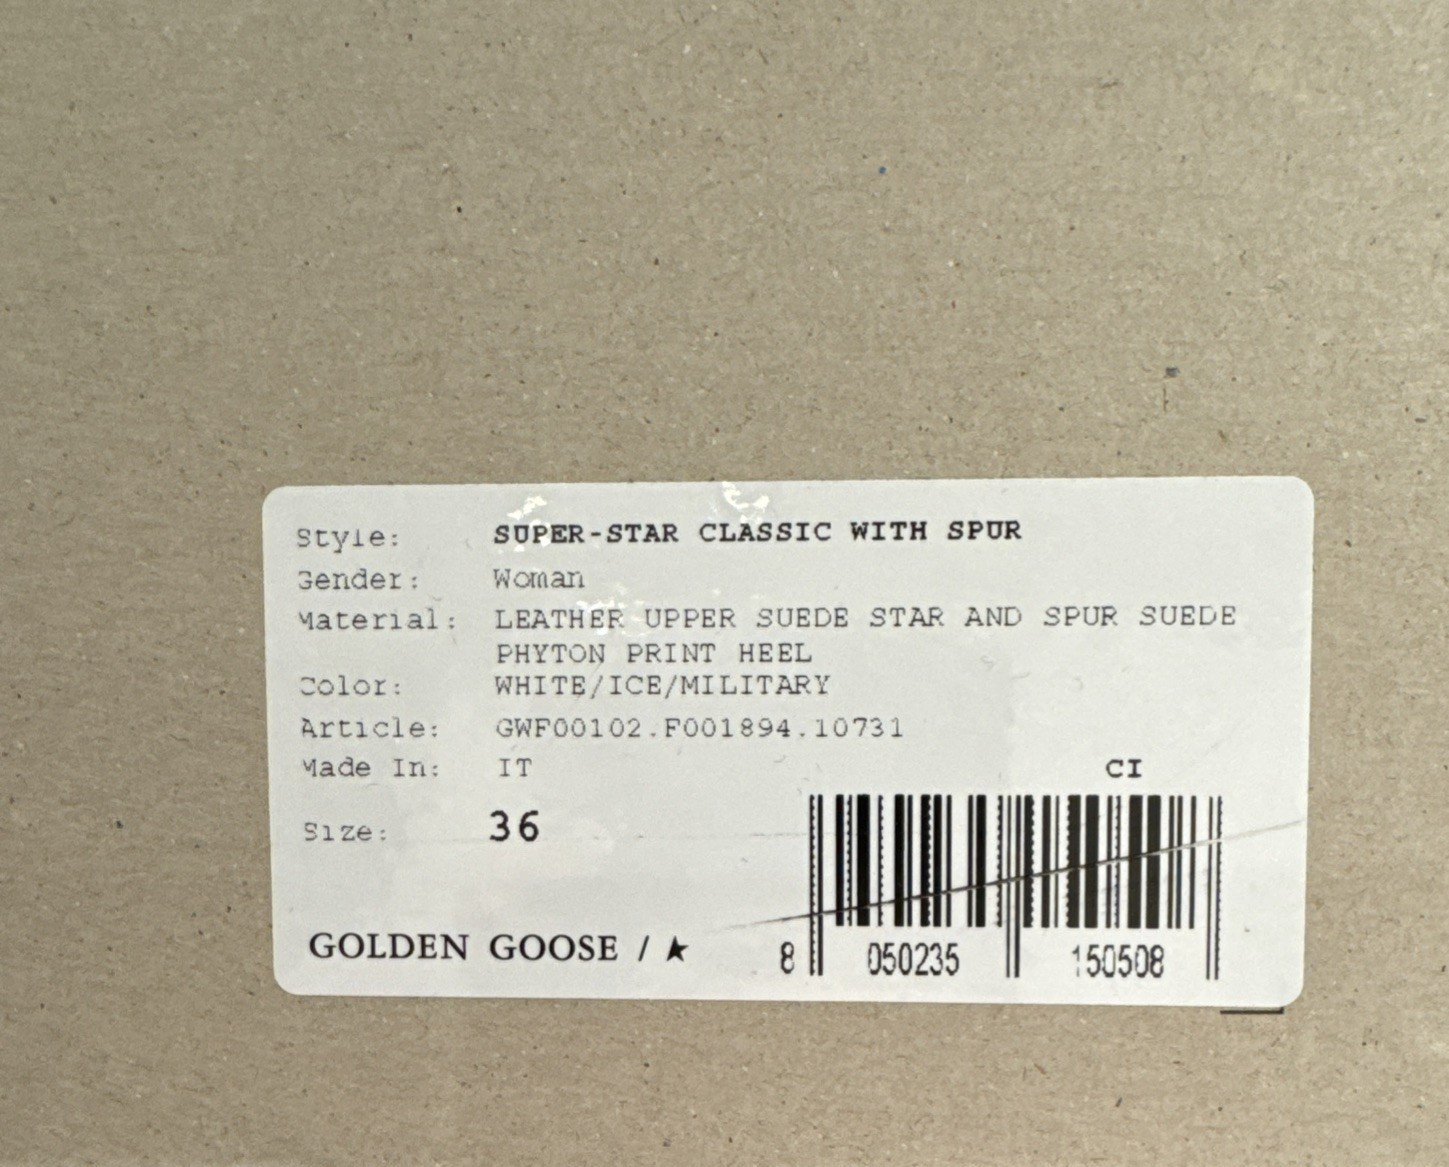 Style: SUPER-STAR CLASSIC WITH SPUR
Gender: Woman
Material: LEATHER UPPER SUEDE STAR AND SPUR SUEDE
PHYTON PRINT HEEL
Color: WHITE/ICE/MILITARY
Article: GWF00102.F001894.10731
Made In: IT
CI
Size: 36
GOLDEN GOOSE / ★
8 050235 150508